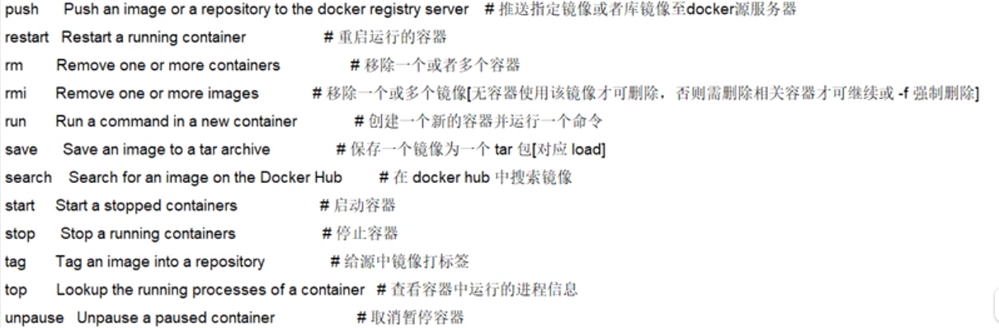 push Push an image or a repository to the docker registry server # 推送指定镜像或者库镜像至docker源服务器
restart Restart a running container # 重启运行的容器
rm Remove one or more containers # 移除一个或者多个容器
rmi Remove one or more images # 移除一个或多个镜像[无容器使用该镜像才可删除，否则需删除相关容器才可继续或 -f 强制删除]
run Run a command in a new container # 创建一个新的容器并运行一个命令
save Save an image to a tar archive # 保存一个镜像为一个 tar 包[对应 load]
search Search for an image on the Docker Hub # 在 docker hub 中搜索镜像
start Start a stopped containers # 启动容器
stop Stop a running containers # 停止容器
tag Tag an image into a repository # 给源中镜像打标签
top Lookup the running processes of a container # 查看容器中运行的进程信息
unpause Unpause a paused container # 取消暂停容器